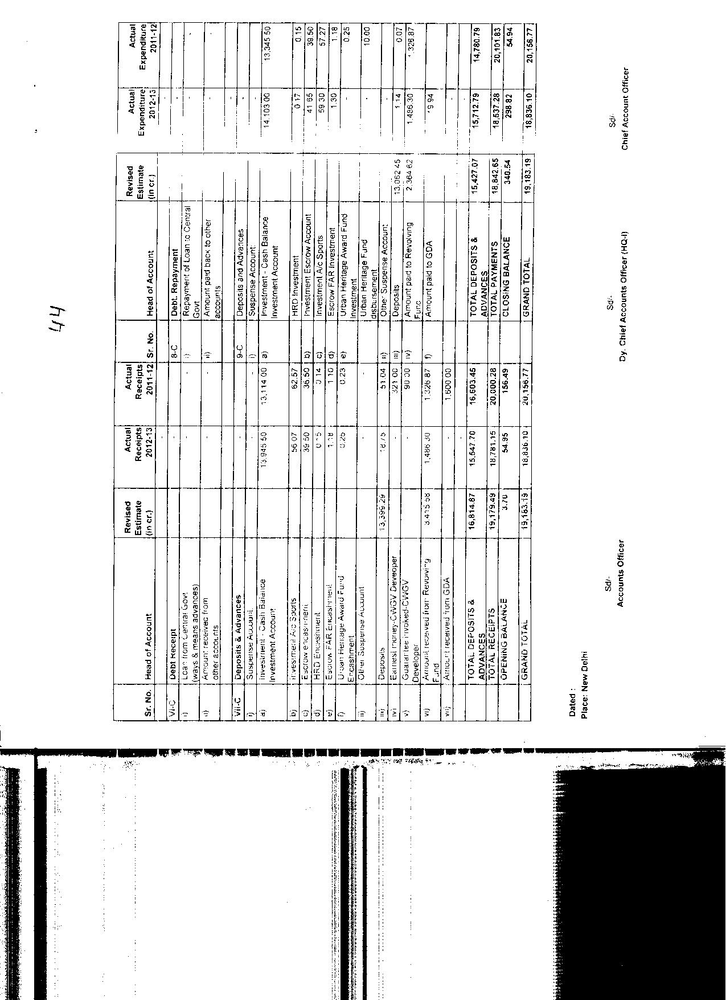 44
Sr. No. Head of Account Revised Estimate (in cr.) Actual Receipts 2012-13 Actual Receipts 2011-12 Sr. No. Head of Account Revised Estimate (in cr.) Actual Expenditure 2012-13 Actual Expenditure 2011-12
VI-C Debt Receipt - 8-C Debt. Repayment -
i) Loan from Central Govt. (ways & means advances) - - i) Repayment of Loan to Central Govt - -
ii) Amount received from other accounts - - ii) Amount paid back to other accounts - -
VII-C Deposits & Advances - 9-C Deposits and Advances -
i) Suspense Account - - i) Suspense Account: -
a) Investment - Cash Balance Investment Account 13,945.50 13,114.00 a) Investment - Cash Balance Investment Account 14,103.00 13,345.50
b) Investment A/c Sports 56.07 62.57 HRD Investment 0.17 0.15
c) Escrow encashment 39.50 36.50 b) Investment Escrow Account 41.65 39.50
d) HRD Encashment 0.15 0.14 c) Investment A/c Sports 59.30 57.27
e) Escrow FAR Encashment 1.18 1.10 d) Escrow FAR Investment 1.30 1.18
f) Urban Heritage Award Fund Encashment 0.25 0.23 e) Urban Heritage Award Fund Investment - 0.25
ii) Other Suspense Account - - Urban Heritage Fund disbursement - 10.00
iii) Deposits 13,399.29 18.75 51.04 ii) Other Suspense Account -
iv) Earnest money-CWGV Deveoper - 321.00 iii) Deposits 13,062.45 1.14 0.07
v) Guarantee invoked-CWGV Developer - 90.00 iv) Amount paid to Revolving Fund 2,364.62 1,486.30 1,326.87
vi) Amount received from Revolving Fund 3,415.58 1,486.30 1,326.87 f) Amount paid to GDA 19.94
vii) Amount received from GDA - 1,600.00 -
TOTAL DEPOSITS & ADVANCES 16,814.87 15,547.70 16,603.45 TOTAL DEPOSITS & ADVANCES 15,427.07 15,712.79 14,780.79
TOTAL RECEIPTS 19,179.49 18,781.15 20,000.28 TOTAL PAYMENTS 18,842.65 18,537.28 20,101.83
OPENING BALANCE 3.70 54.95 156.49 CLOSING BALANCE 340.54 298.82 54.94
GRAND TOTAL 19,183.19 18,836.10 20,156.77 GRAND TOTAL 19,183.19 18,836.10 20,156.77
Dated :
Place: New Delhi
Sd/- Sd/- Sd/-
Accounts Officer Dy. Chief Accounts Officer (HQ-I) Chief Account Officer